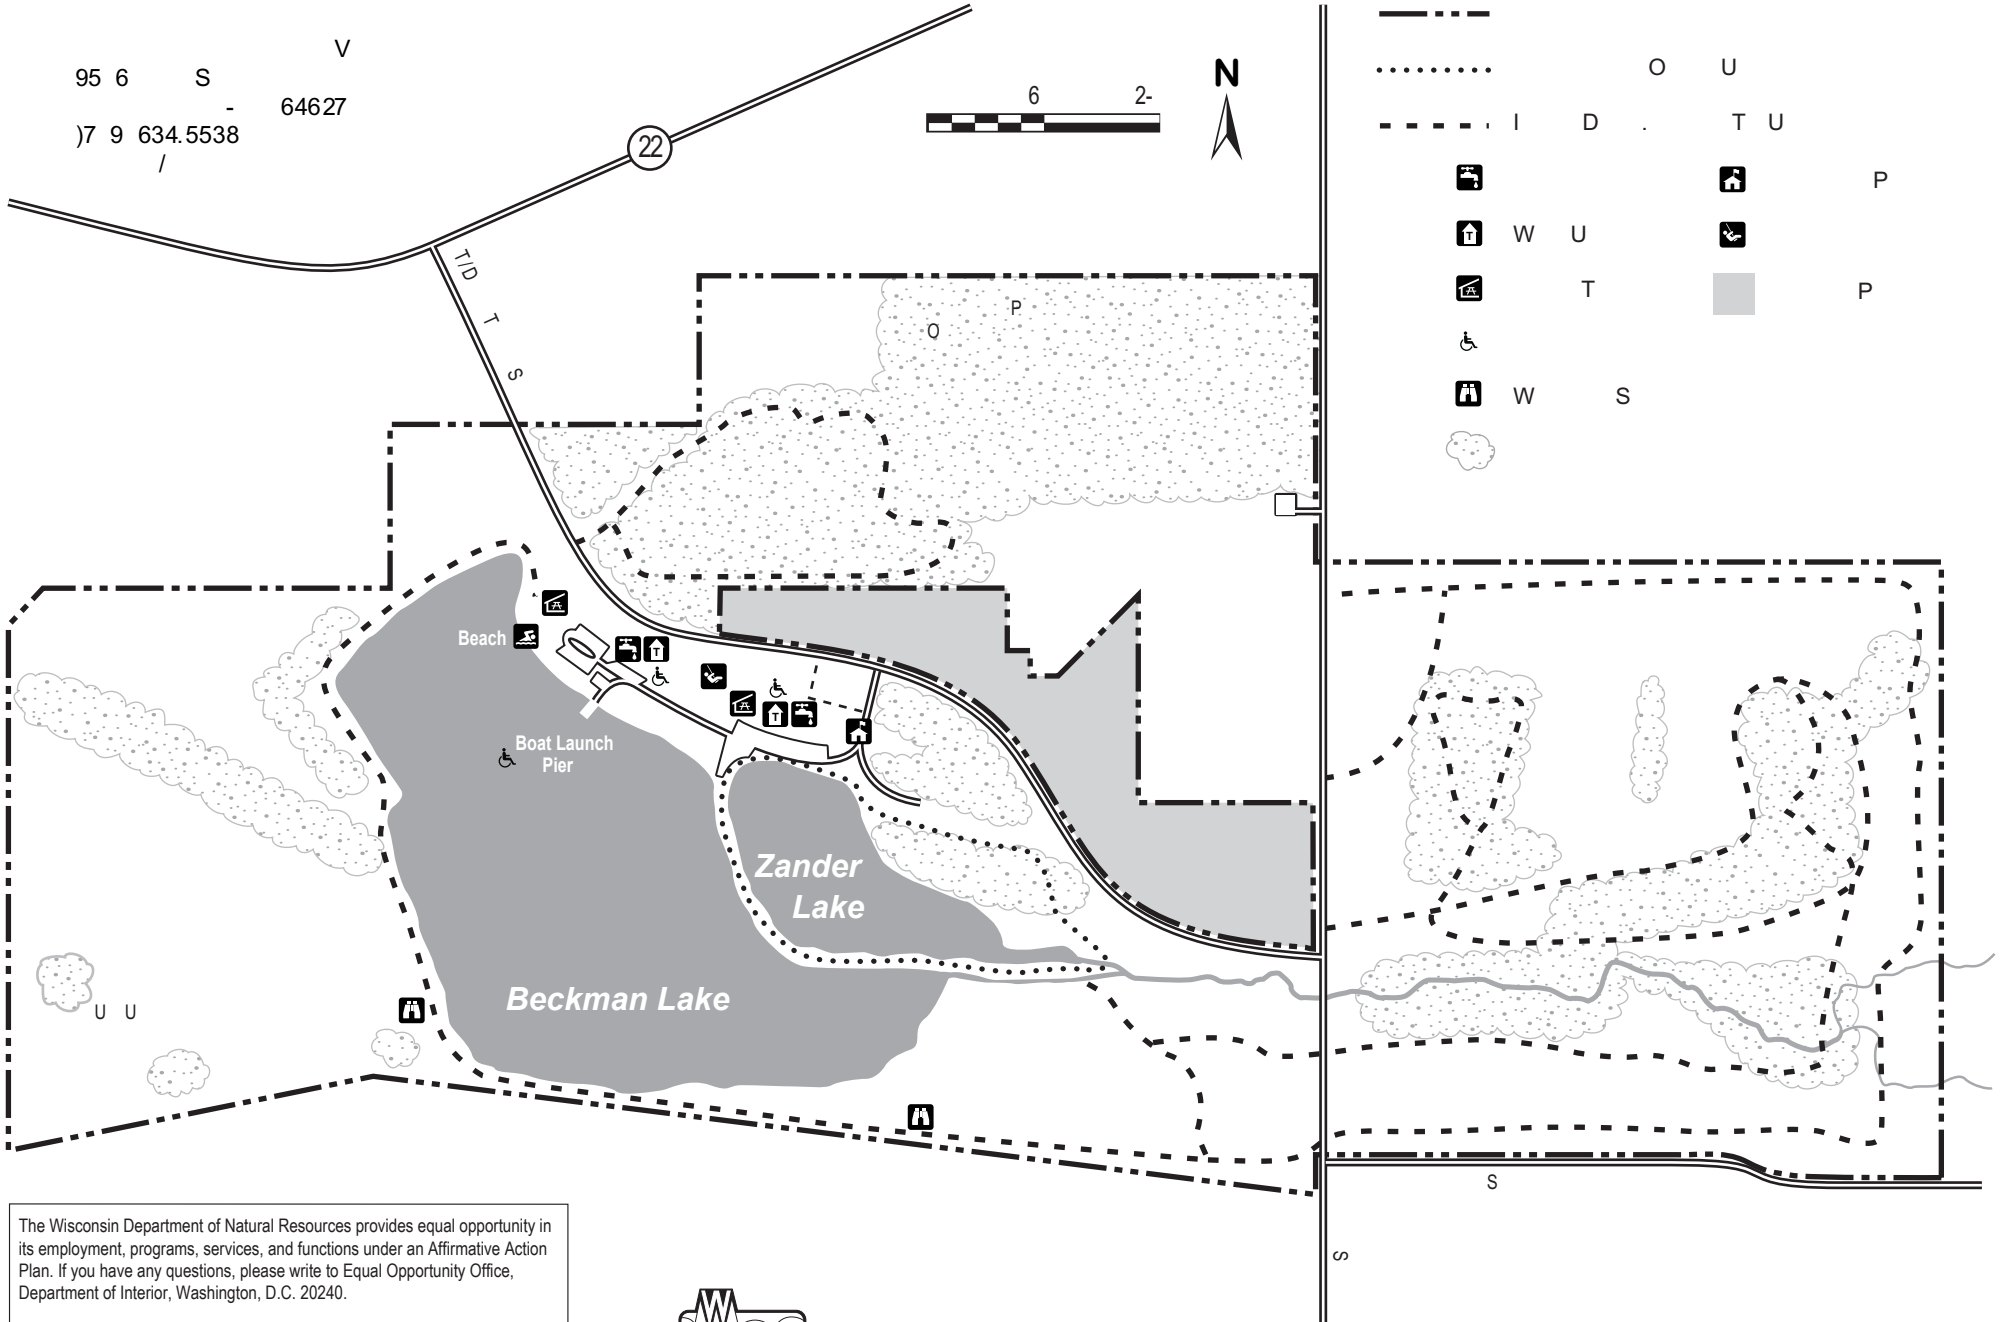 V
95 6 S
- 64627
)7 9 634.5538
/
22
6 2-
N
O U
I D . T U
P
T
W U
T P
W S
T/D
T
S
P
O
Beach
Boat Launch
Pier
Zander
Lake
Beckman Lake
U U
S
S
The Wisconsin Department of Natural Resources provides equal opportunity in
its employment, programs, services, and functions under an Affirmative Action
Plan. If you have any questions, please write to Equal Opportunity Office,
Department of Interior, Washington, D.C. 20240.
W